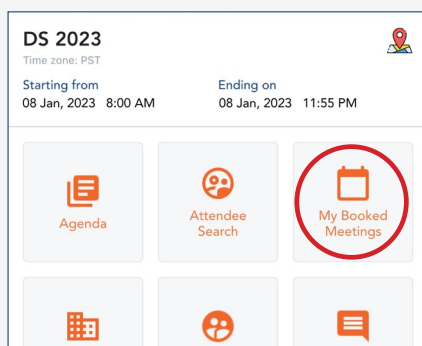 DS 2023
Time zone: PST
Starting from
08 Jan, 2023 8:00 AM
Ending on
08 Jan, 2023 11:55 PM
Agenda
Attendee
Search
My Booked
Meetings